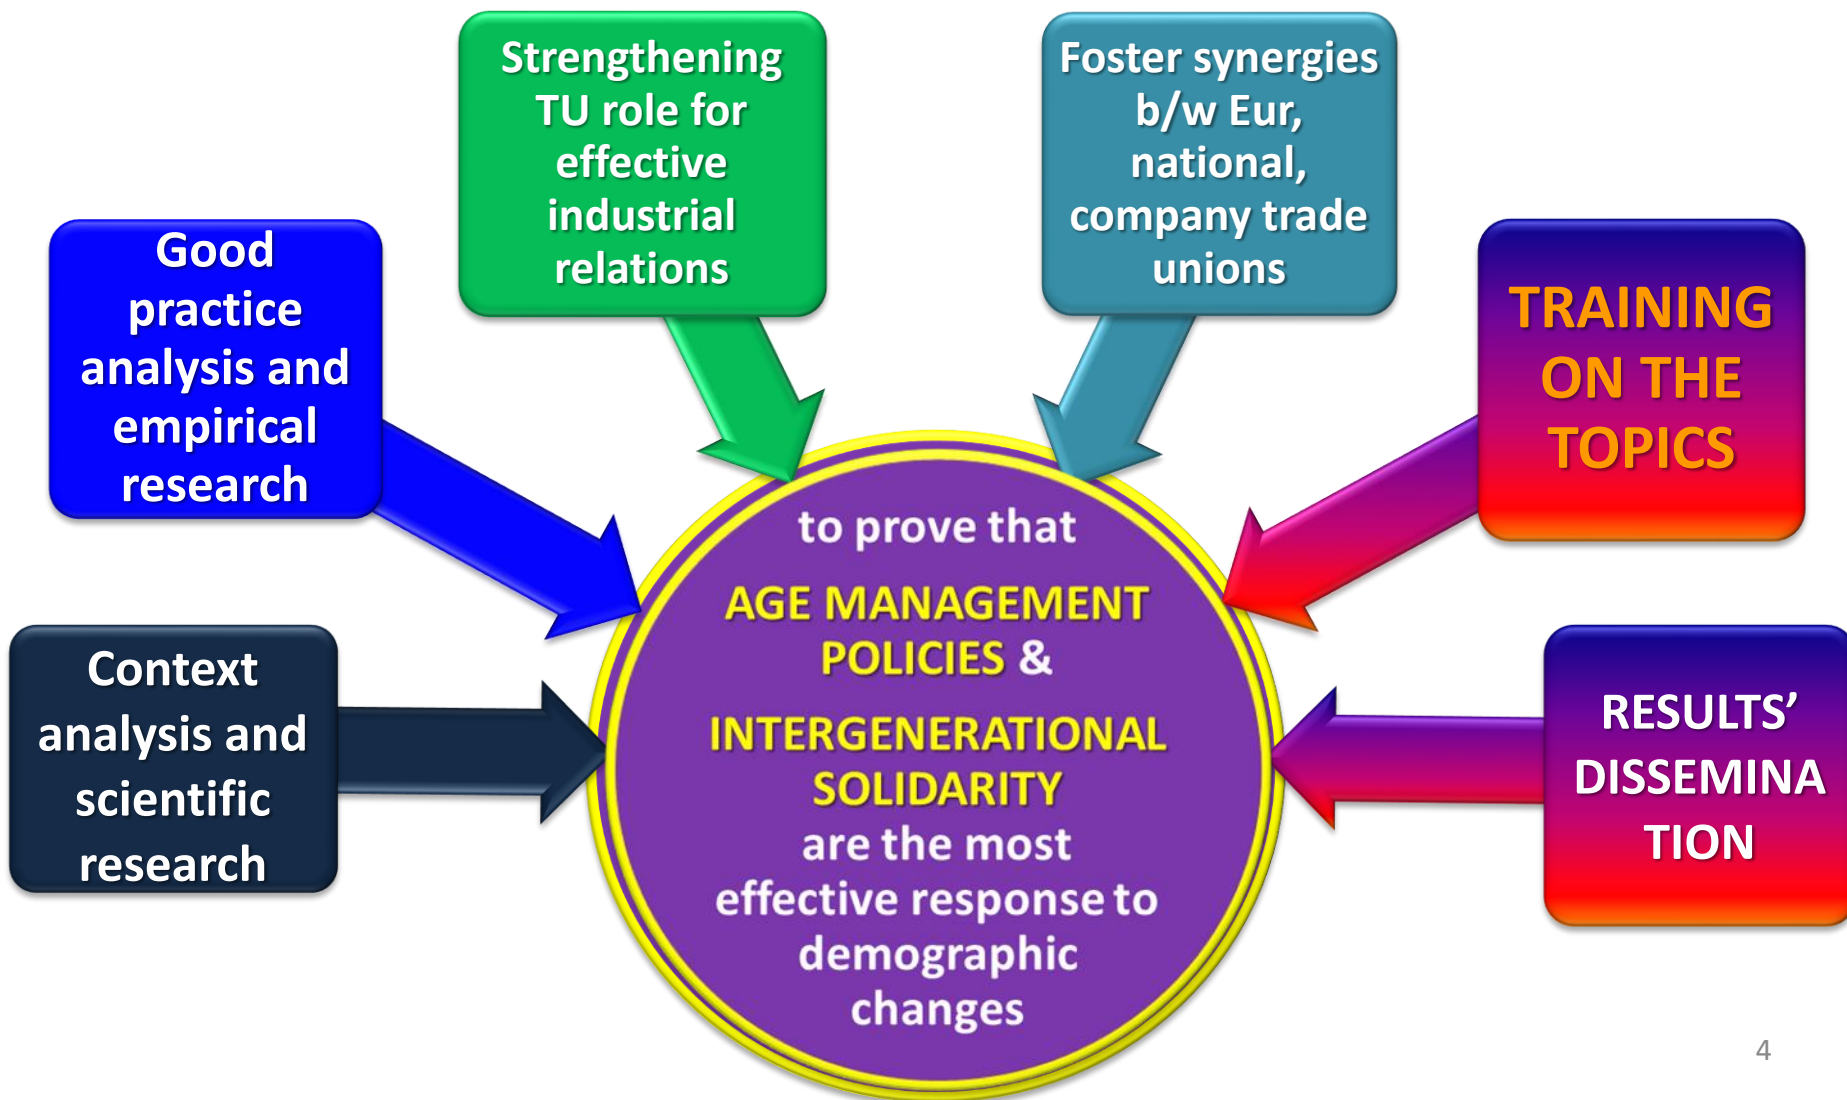 Strengthening
TU role for
effective
industrial
relations
Foster synergies
b/w Eur,
national,
company trade
unions
Good
practice
analysis and
empirical
research
TRAINING
ON THE
TOPICS
Context
analysis and
scientific
research
to prove that
AGE MANAGEMENT
POLICIES &
INTERGENERATIONAL
SOLIDARITY
are the most
effective response to
demographic
changes
RESULTS’
DISSEMINA
TION
4